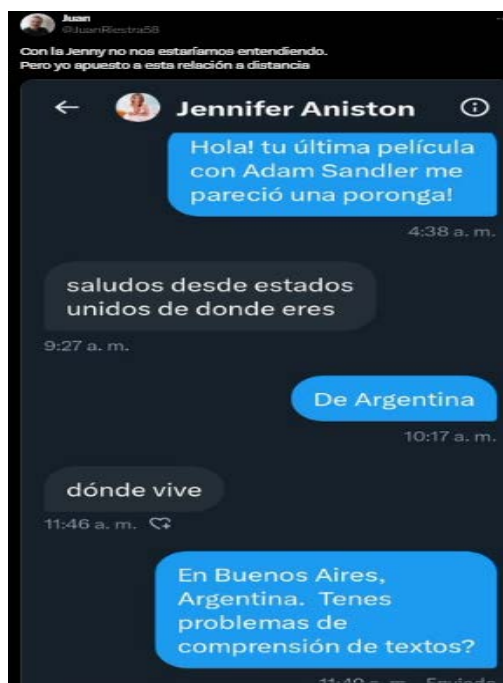 Juan
@JuanRiestra58
Con la Jenny no nos estaríamos entendiendo.
Pero yo apuesto a esta relación a distancia
Jennifer Aniston
Hola! tu última película
con Adam Sandler me
pareció una poronga!
4:38 a. m.
saludos desde estados
unidos de donde eres
9:27 a. m.
De Argentina
10:17 a. m.
dónde vive
11:46 a. m.
En Buenos Aires,
Argentina. Tenes
problemas de
comprensión de textos?
11:49 a. m. Enviado